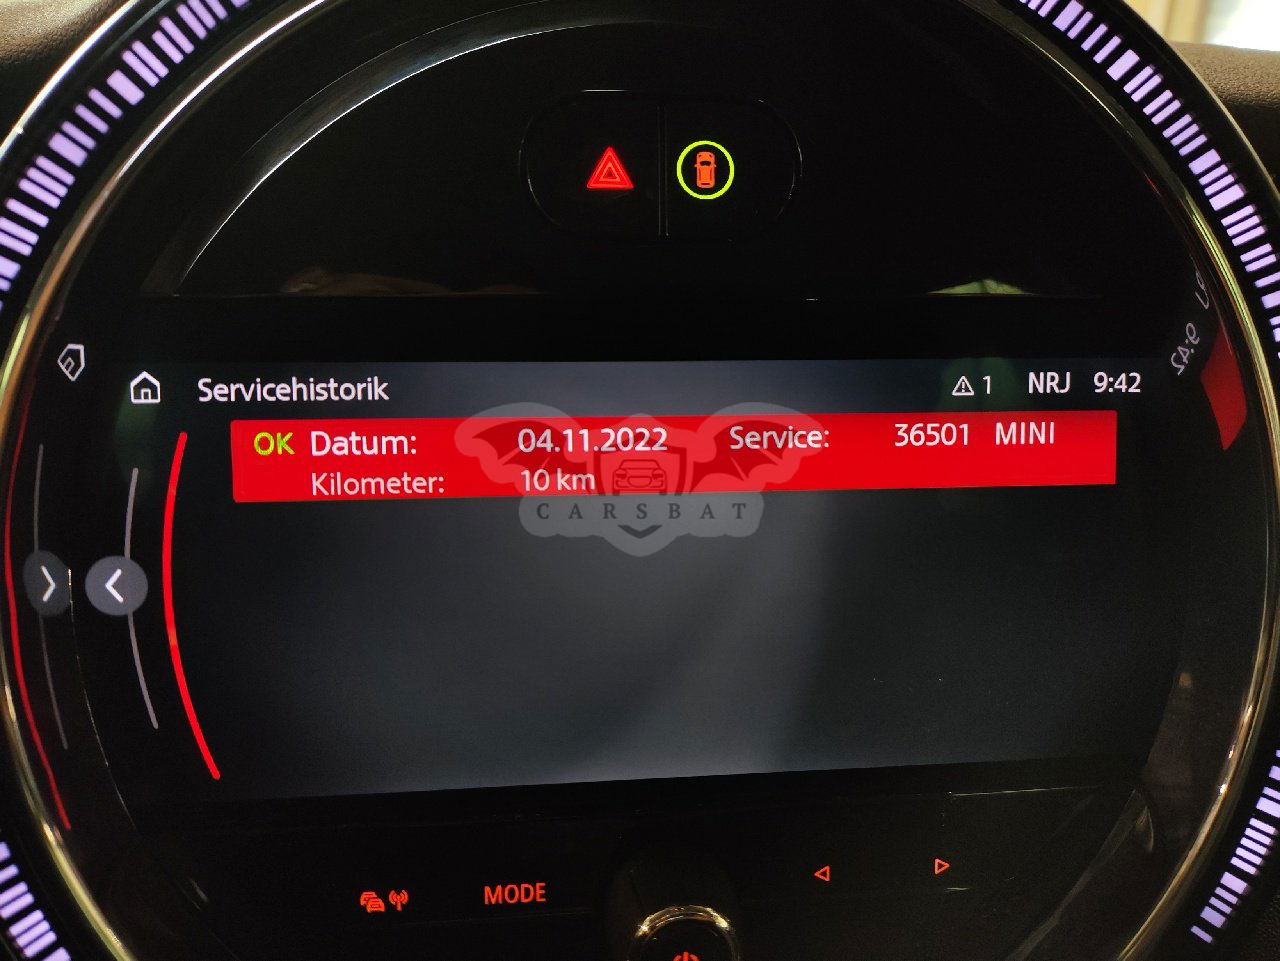 Servicehistorik
1 NRJ 9:42
OK Datum: 04.11.2022 Service: 36501 MINI
Kilometer: 10 km
CARSBAT
MODE